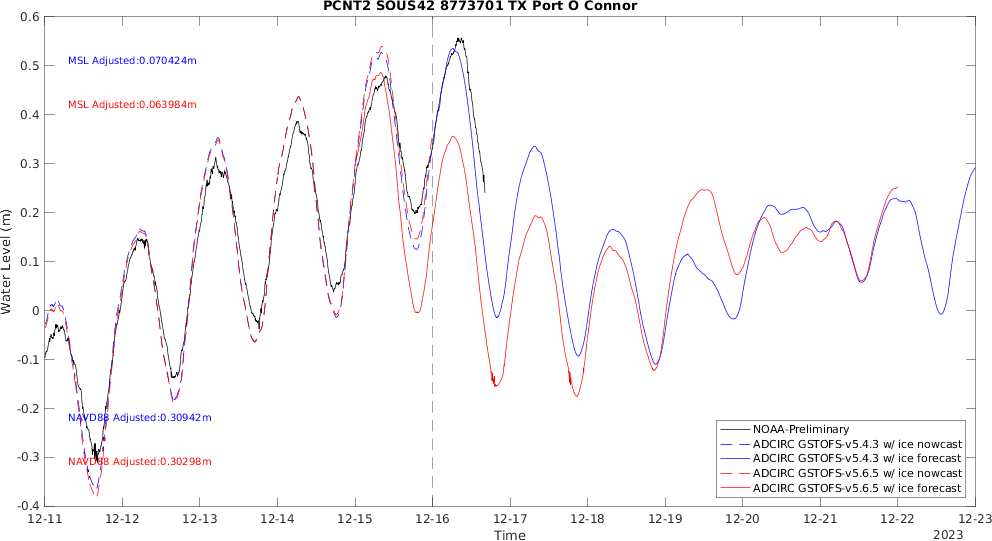 PCNT2 SOUS42 8773701 TX Port O Connor
0.6
0.5
0.4
0.3
0.2
0.1
0
-0.1
-0.2
-0.3
-0.4
Water Level (m)
MSL Adjusted:0.070424m
MSL Adjusted:0.063984m
NAVD88 Adjusted:0.30942m
NAVD88 Adjusted:0.30298m
NOAA-Preliminary
ADCIRC GSTOFS-v5.4.3 w/ ice nowcast
ADCIRC GSTOFS-v5.4.3 w/ ice forecast
ADCIRC GSTOFS-v5.6.5 w/ ice nowcast
ADCIRC GSTOFS-v5.6.5 w/ ice forecast
12-11 12-12 12-13 12-14 12-15 12-16 12-17 12-18 12-19 12-20 12-21 12-22 12-23
Time
2023